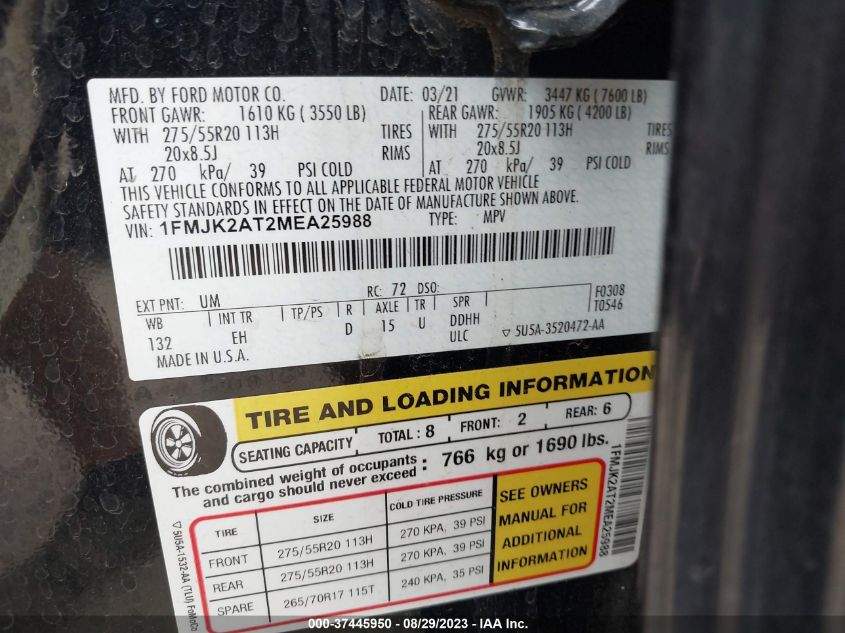 MFD. BY FORD MOTOR CO. DATE: 03/21 GVWR: 3447 KG ( 7600 LB)
FRONT GAWR: 1610 KG ( 3550 LB) REAR GAWR: 1905 KG ( 4200 LB)
WITH 275/55R20 113H TIRES WITH 275/55R20 113H TIRES
20x8.5J RIMS 20x8.5J RIMS
AT 270 kPa/ 39 PSI COLD AT 270 kPa/ 39 PSI COLD
THIS VEHICLE CONFORMS TO ALL APPLICABLE FEDERAL MOTOR VEHICLE
SAFETY STANDARDS IN EFFECT ON THE DATE OF MANUFACTURE SHOWN ABOVE.
VIN: 1FMJK2AT2MEA25988 TYPE: MPV
EXT PNT: UM RC: 72 DSO: F0308
WB INT TR TP/PS R AXLE TR SPR T0546
132 EH D 15 U DDHH
ULC ▽ 5U5A-3520472-AA
MADE IN U.S.A.
TIRE AND LOADING INFORMATION
SEATING CAPACITY TOTAL: 8 FRONT: 2 REAR: 6
The combined weight of occupants
and cargo should never exceed : 766 kg or 1690 lbs.
TIRE SIZE COLD TIRE PRESSURE
FRONT 275/55R20 113H 270 KPA, 39 PSI
REAR 275/55R20 113H 270 KPA, 39 PSI
SPARE 265/70R17 115T 240 KPA, 35 PSI
SEE OWNERS
MANUAL FOR
ADDITIONAL
INFORMATION
1FMJK2AT2MEA25988
▽ 5U5A-1532-AA (TLU) FoMoCo
000-37445950 - 08/29/2023 - IAA Inc.